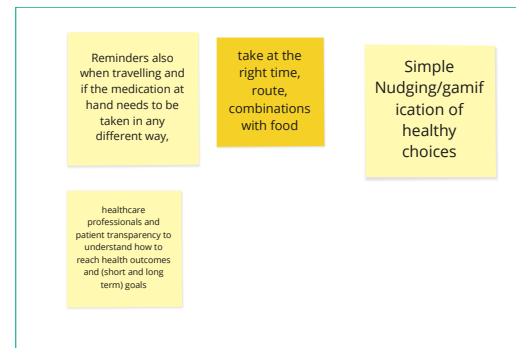 Reminders also
when travelling and
if the medication at
hand needs to be
taken in any
different way,
take at the
right time,
route,
combinations
with food
Simple
Nudging/gamif
ication of
healthy
choices
healthcare
professionals and
patient transparency to
understand how to
reach health outcomes
and (short and long
term) goals